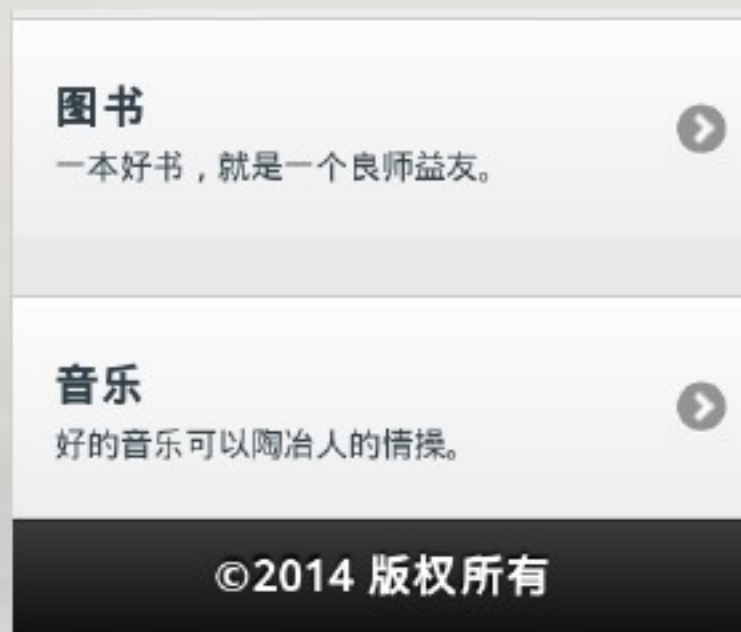 图书
一本好书，就是一个良师益友。
音乐
好的音乐可以陶冶人的情操。
©2014 版权所有